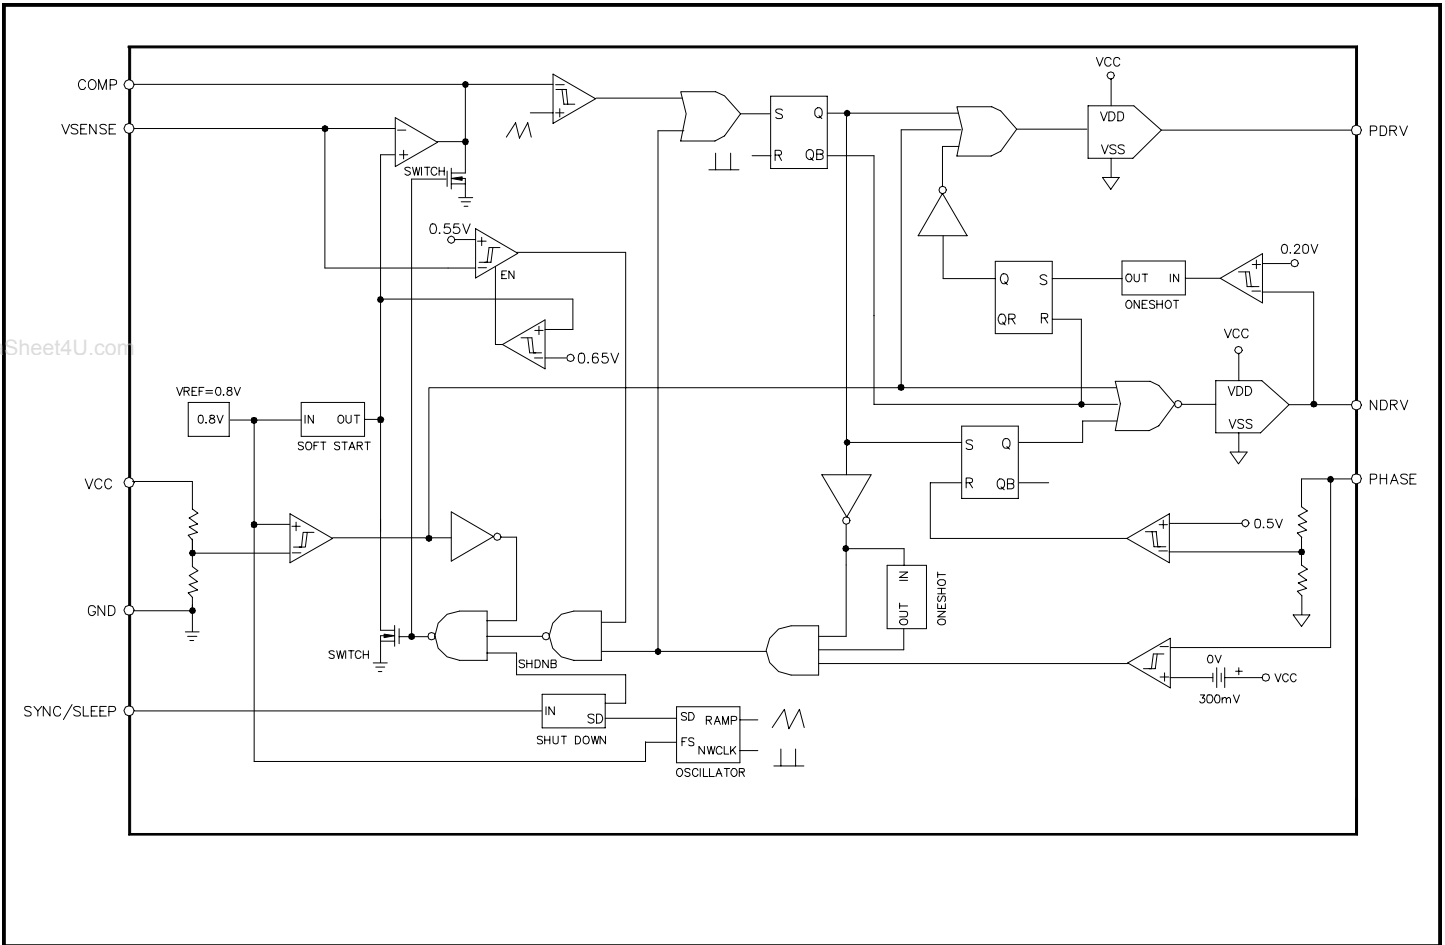 VCC
COMP
VSENSE
S
Q
R
QB
VDD
VSS
PDRV
SWITCH
0.55V
EN
0.20V
Q
S
QR
R
OUT
IN
ONESHOT
Sheet4U.com
0.65V
VCC
VREF=0.8V
0.8V
IN
OUT
SOFT START
VDD
VSS
NDRV
S
Q
R
QB
VCC
PHASE
0.5V
IN
OUT
ONESHOT
GND
SWITCH
SHDNB
0V
+
VCC
300mV
SYNC/SLEEP
IN
SD
SHUT DOWN
SD
RAMP
FS
NWCLK
OSCILLATOR